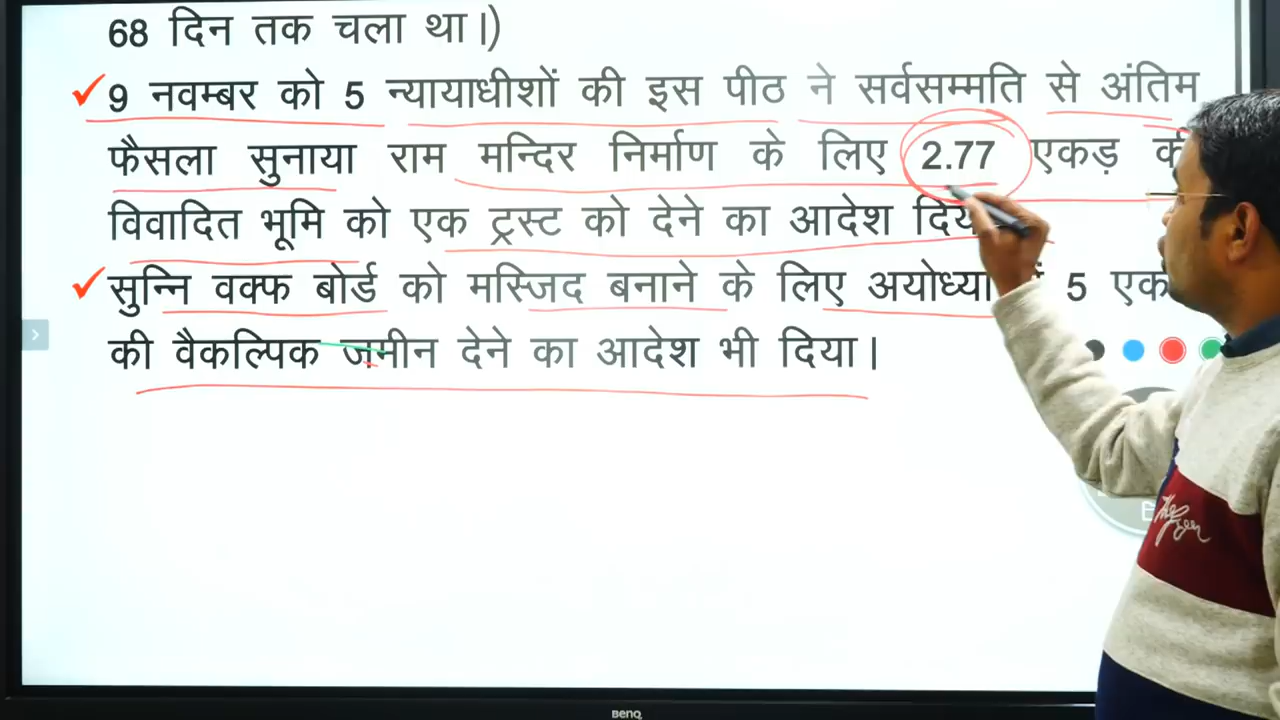 68 दिन तक चला था।)
9 नवम्बर को 5 न्यायाधीशों की इस पीठ ने सर्वसम्मति से अंतिम
फैसला सुनाया राम मन्दिर निर्माण के लिए 2.77 एकड़ की
विवादित भूमि को एक ट्रस्ट को देने का आदेश
सुन्नि वक्फ बोर्ड को मस्जिद बनाने के लिए अयोध्या 5
की वैकल्पिक जमीन देने का आदेश भी दिया।
BENQ